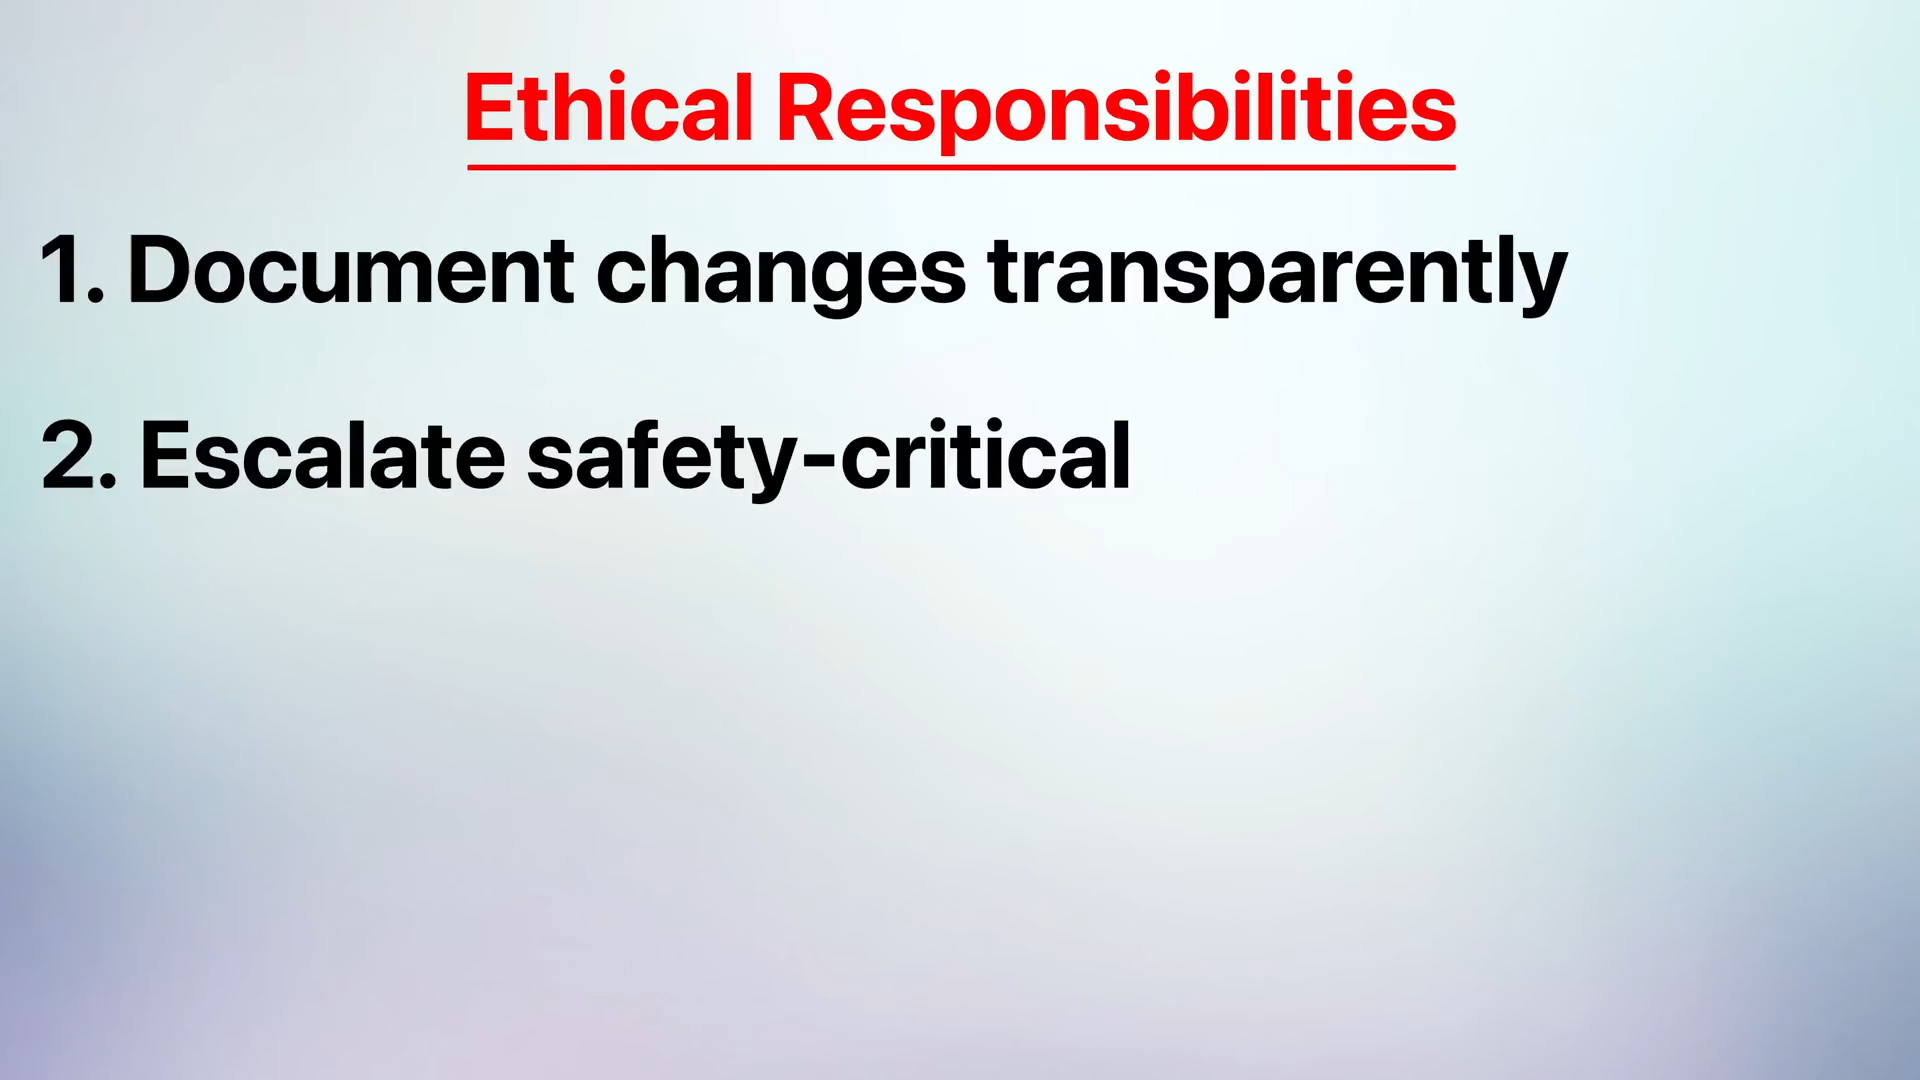 Ethical Responsibilities
1. Document changes transparently
2. Escalate safety-critical